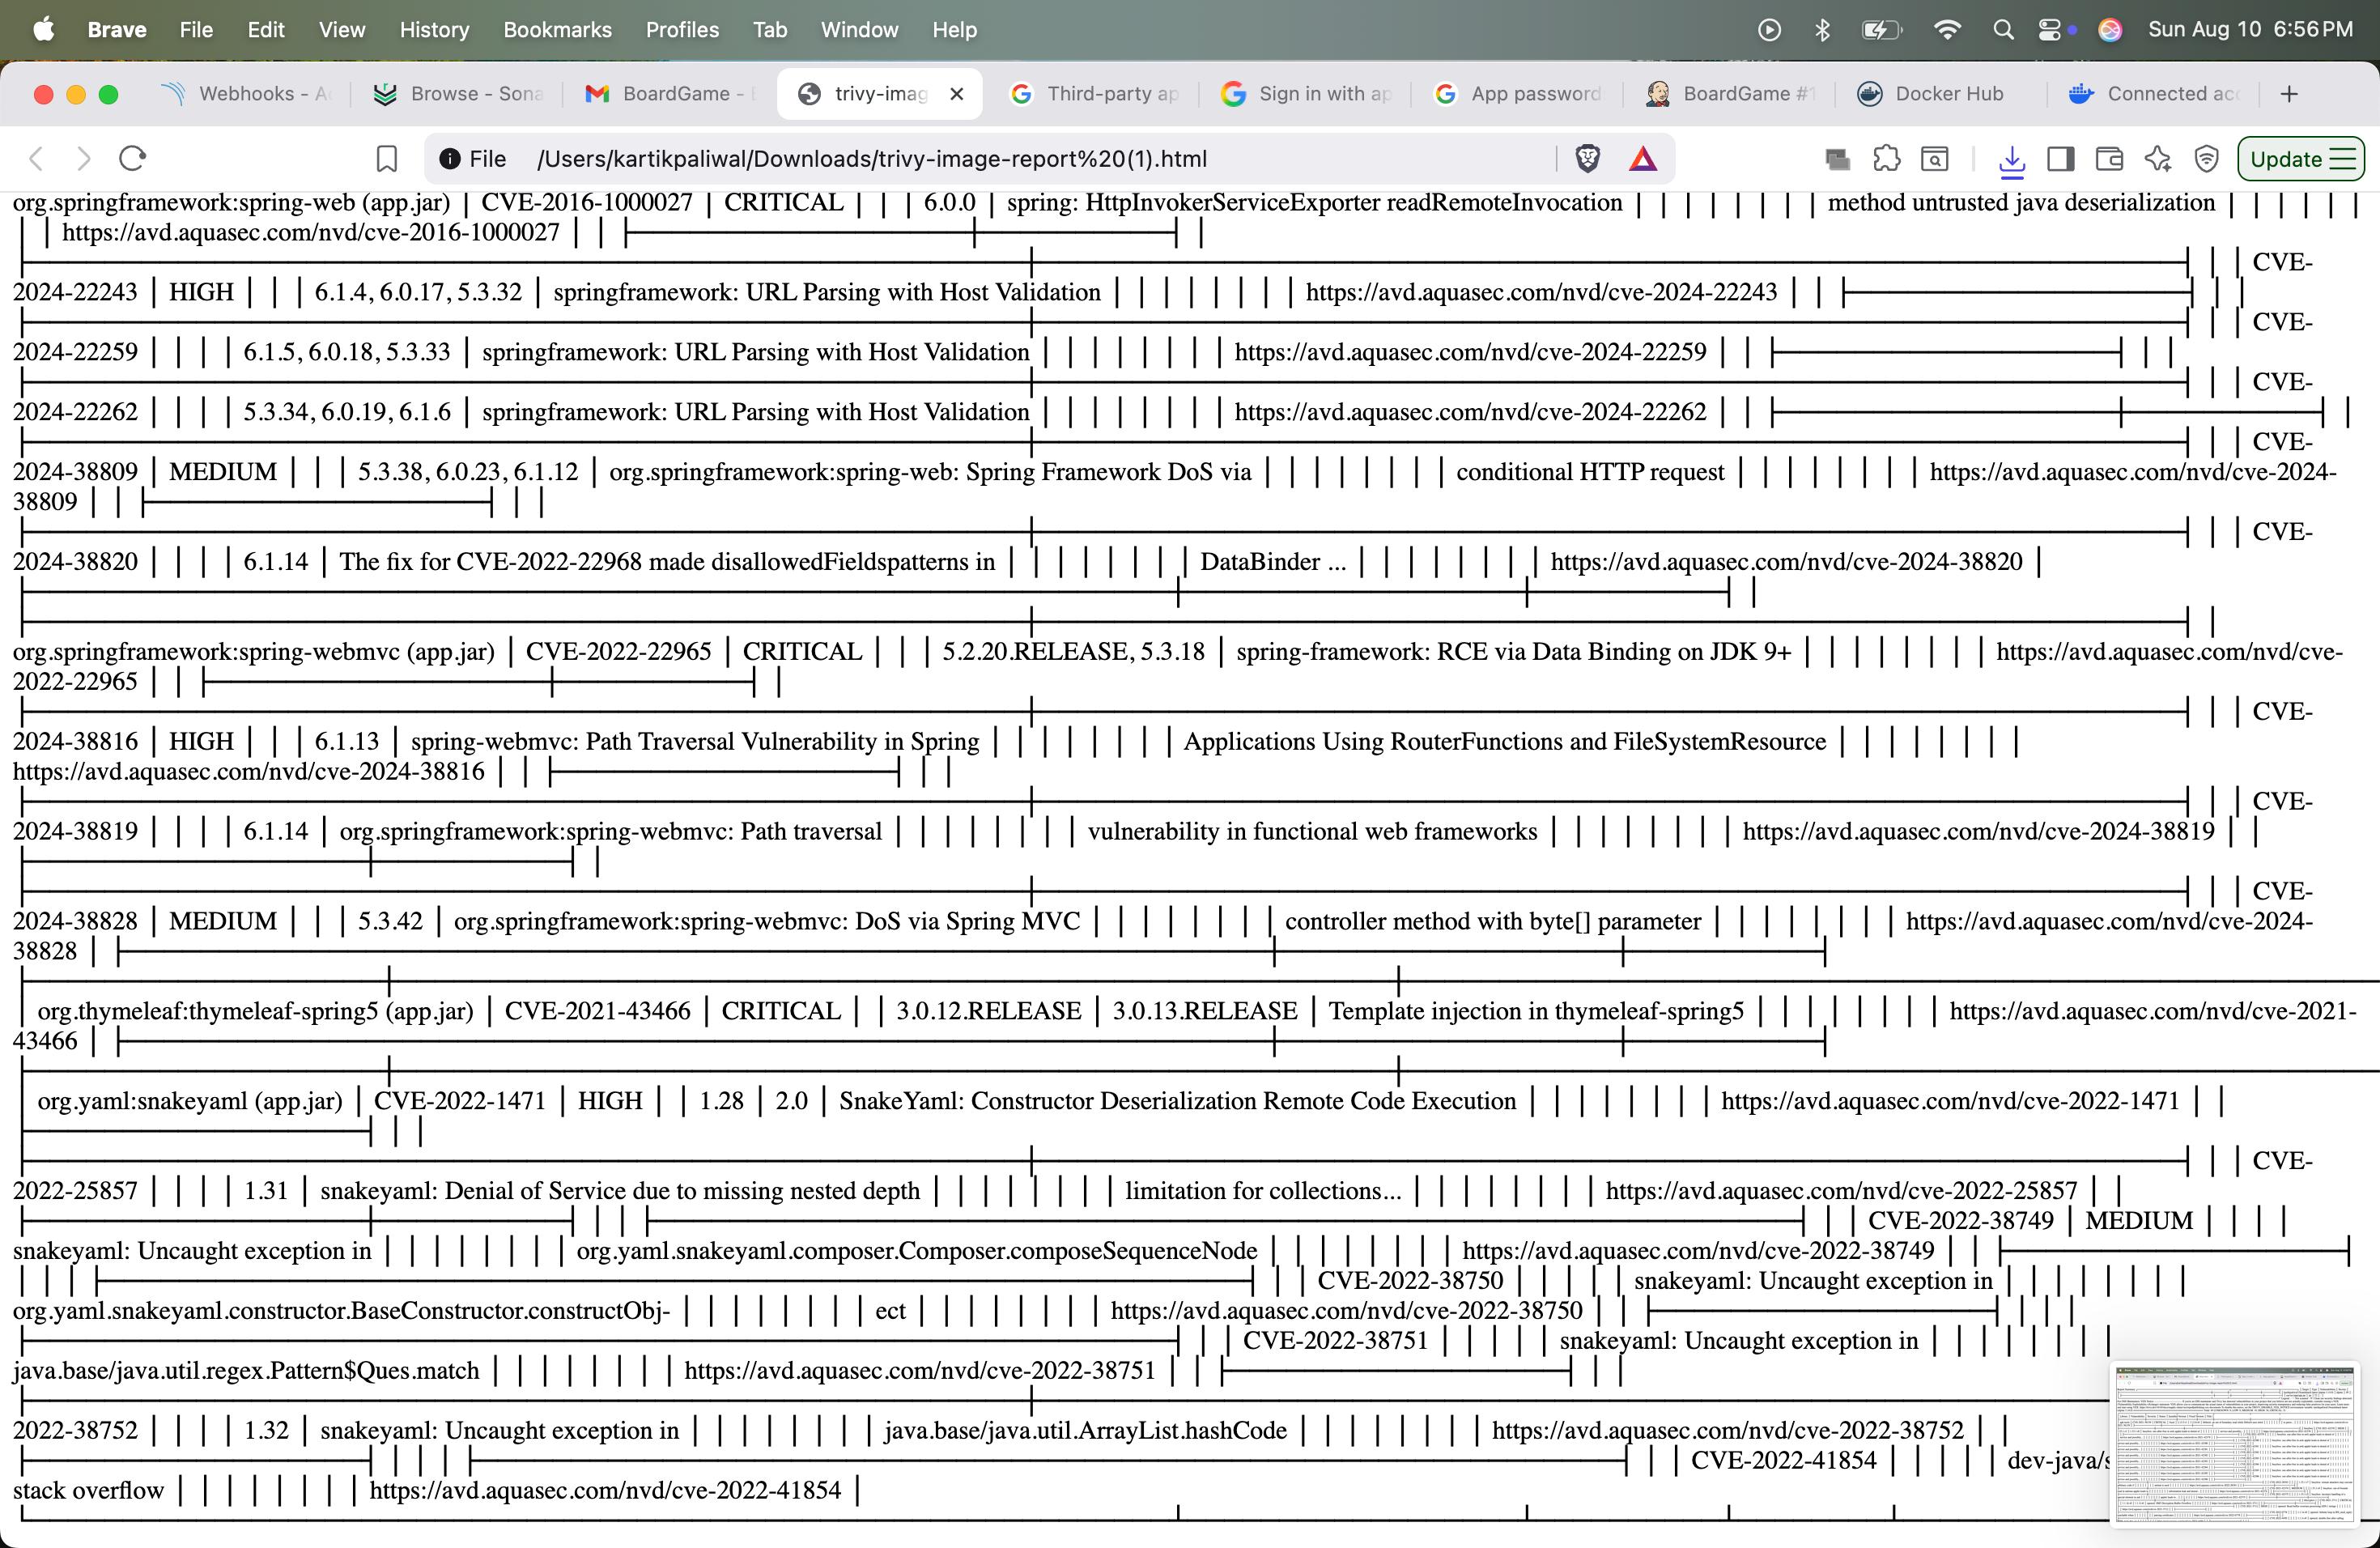 Brave File Edit View History Bookmarks Profiles Tab Window Help Sun Aug 10 6:56 PM
Webhooks - Browse - Sona BoardGame - trivy-imag Third-party ap Sign in with ap App password BoardGame #1 Docker Hub Connected acc
File /Users/kartikpaliwal/Downloads/trivy-image-report%20(1).html Update
org.springframework:spring-web (app.jar) | CVE-2016-1000027 | CRITICAL | | | 6.0.0 | spring: HttpInvokerServiceExporter readRemoteInvocation | | | | | | | | method untrusted java deserialization | | | | | |
| | https://avd.aquasec.com/nvd/cve-2016-1000027 | |
| | | CVE-
2024-22243 | HIGH | | | 6.1.4, 6.0.17, 5.3.32 | springframework: URL Parsing with Host Validation | | | | | | | | https://avd.aquasec.com/nvd/cve-2024-22243 | |
| | | CVE-
2024-22259 | | | | 6.1.5, 6.0.18, 5.3.33 | springframework: URL Parsing with Host Validation | | | | | | | | https://avd.aquasec.com/nvd/cve-2024-22259 | |
| | | CVE-
2024-22262 | | | | 5.3.34, 6.0.19, 6.1.6 | springframework: URL Parsing with Host Validation | | | | | | | | https://avd.aquasec.com/nvd/cve-2024-22262 | |
| | | CVE-
2024-38809 | MEDIUM | | | 5.3.38, 6.0.23, 6.1.12 | org.springframework:spring-web: Spring Framework DoS via | | | | | | | | conditional HTTP request | | | | | | | | https://avd.aquasec.com/nvd/cve-2024-
38809 | |
| | | CVE-
2024-38820 | | | | 6.1.14 | The fix for CVE-2022-22968 made disallowedFieldspatterns in | | | | | | | | DataBinder ... | | | | | | | | https://avd.aquasec.com/nvd/cve-2024-38820 |
org.springframework:spring-webmvc (app.jar) | CVE-2022-22965 | CRITICAL | | | 5.2.20.RELEASE, 5.3.18 | spring-framework: RCE via Data Binding on JDK 9+ | | | | | | | | https://avd.aquasec.com/nvd/cve-
2022-22965 | |
| | | CVE-
2024-38816 | HIGH | | | 6.1.13 | spring-webmvc: Path Traversal Vulnerability in Spring | | | | | | | | Applications Using RouterFunctions and FileSystemResource | | | | | | | |
https://avd.aquasec.com/nvd/cve-2024-38816 | |
| | | CVE-
2024-38819 | | | | 6.1.14 | org.springframework:spring-webmvc: Path traversal | | | | | | | | vulnerability in functional web frameworks | | | | | | | | https://avd.aquasec.com/nvd/cve-2024-38819 | |
| | | CVE-
2024-38828 | MEDIUM | | | 5.3.42 | org.springframework:spring-webmvc: DoS via Spring MVC | | | | | | | | controller method with byte[] parameter | | | | | | | | https://avd.aquasec.com/nvd/cve-2024-
38828 |
| org.thymeleaf:thymeleaf-spring5 (app.jar) | CVE-2021-43466 | CRITICAL | | 3.0.12.RELEASE | 3.0.13.RELEASE | Template injection in thymeleaf-spring5 | | | | | | | | https://avd.aquasec.com/nvd/cve-2021-
43466 |
| org.yaml:snakeyaml (app.jar) | CVE-2022-1471 | HIGH | | 1.28 | 2.0 | SnakeYaml: Constructor Deserialization Remote Code Execution | | | | | | | | https://avd.aquasec.com/nvd/cve-2022-1471 | |
| | | CVE-
2022-25857 | | | | 1.31 | snakeyaml: Denial of Service due to missing nested depth | | | | | | | | limitation for collections... | | | | | | | | https://avd.aquasec.com/nvd/cve-2022-25857 | |
| | | CVE-2022-38749 | MEDIUM | | | |
snakeyaml: Uncaught exception in | | | | | | | | org.yaml.snakeyaml.composer.Composer.composeSequenceNode | | | | | | | | https://avd.aquasec.com/nvd/cve-2022-38749 | |
| | | CVE-2022-38750 | | | | | snakeyaml: Uncaught exception in | | | | | | | |
org.yaml.snakeyaml.constructor.BaseConstructor.constructObj- | | | | | | | | ect | | | | | | | | https://avd.aquasec.com/nvd/cve-2022-38750 | |
| | | CVE-2022-38751 | | | | | snakeyaml: Uncaught exception in | | | | | | | |
java.base/java.util.regex.Pattern$Ques.match | | | | | | | | https://avd.aquasec.com/nvd/cve-2022-38751 | |
2022-38752 | | | | 1.32 | snakeyaml: Uncaught exception in | | | | | | | | java.base/java.util.ArrayList.hashCode | | | | | | | | https://avd.aquasec.com/nvd/cve-2022-38752 | |
| | | CVE-2022-41854 | | | | | dev-java/s
stack overflow | | | | | | | | https://avd.aquasec.com/nvd/cve-2022-41854 |